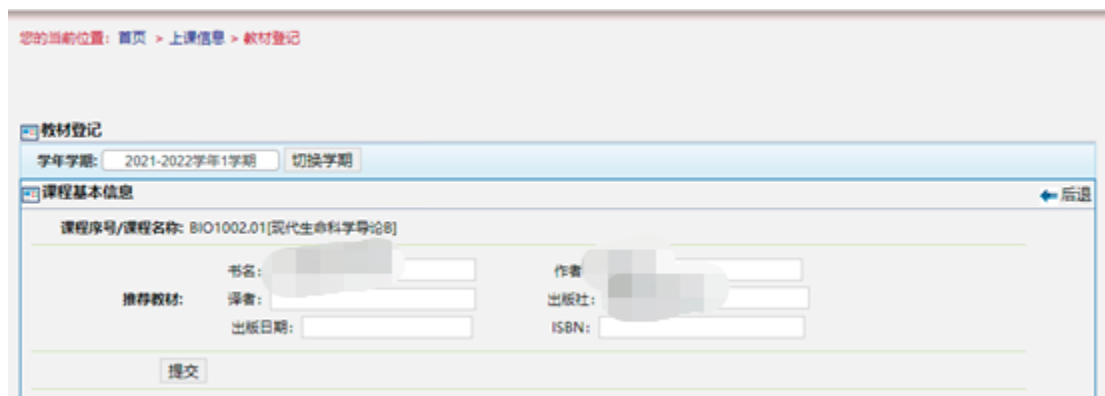 您的当前位置：首页 > 上课信息 > 教材登记
教材登记
学年学期: 2021-2022学年1学期 切换学期
课程基本信息 后退
课程序号/课程名称: BIO1002.01[现代生命科学导论B]
书名: 作者
推荐教材: 译者: 出版社:
出版日期: ISBN:
提交